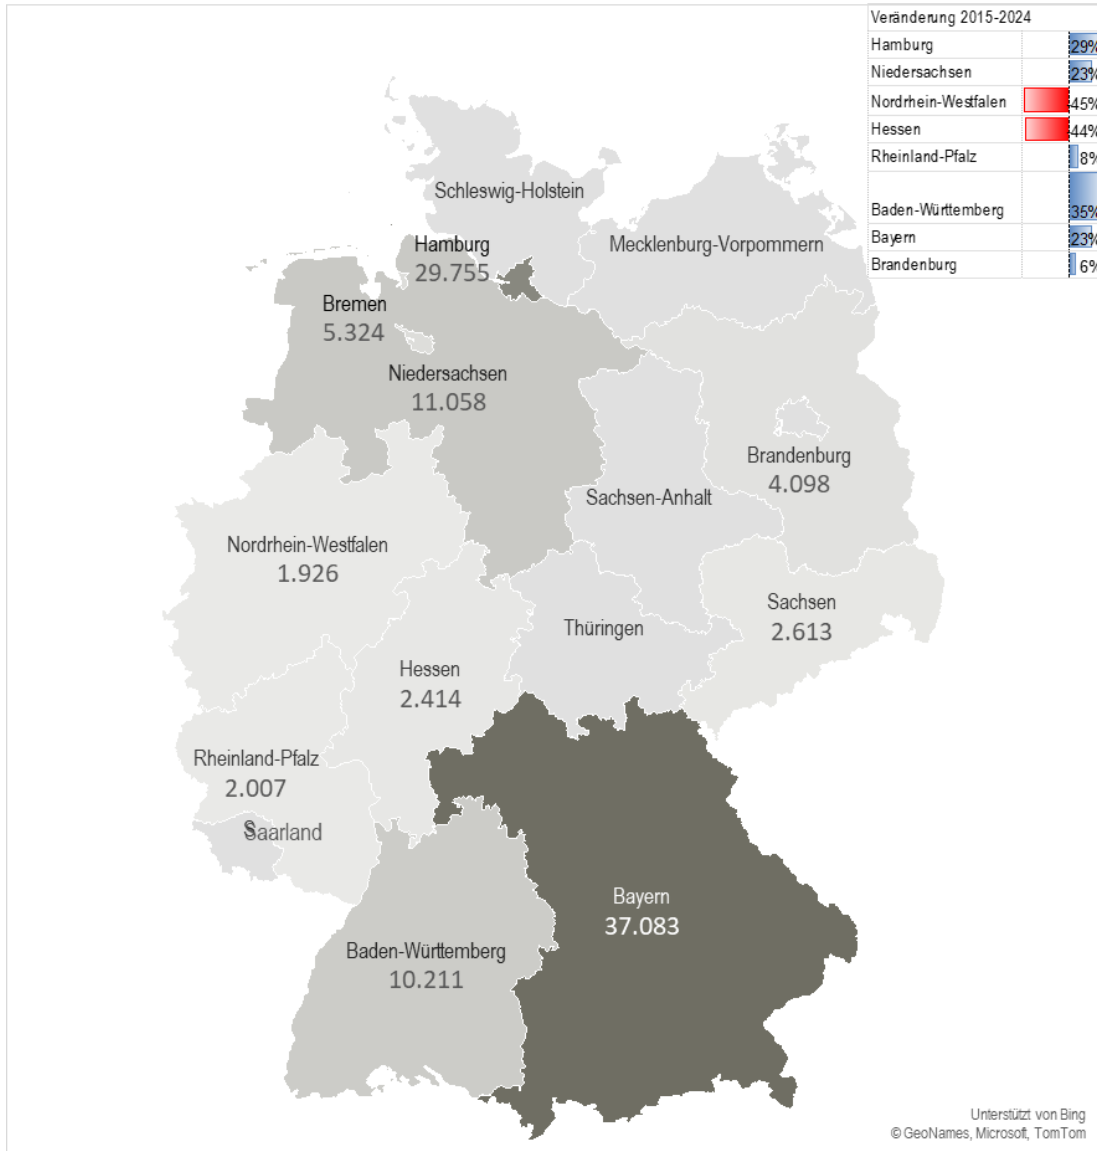 Veränderung 2015-2024
Hamburg 29%
Niedersachsen 23%
Nordrhein-Westfalen 45%
Hessen 44%
Rheinland-Pfalz 8%
Baden-Württemberg 35%
Bayern 23%
Brandenburg 6%
Schleswig-Holstein
Hamburg
29.755
Mecklenburg-Vorpommern
Bremen
5.324
Niedersachsen
11.058
Brandenburg
4.098
Sachsen-Anhalt
Nordrhein-Westfalen
1.926
Sachsen
2.613
Thüringen
Hessen
2.414
Rheinland-Pfalz
2.007
Saarland
Bayern
37.083
Baden-Württemberg
10.211
Unterstützt von Bing
© GeoNames, Microsoft, TomTom